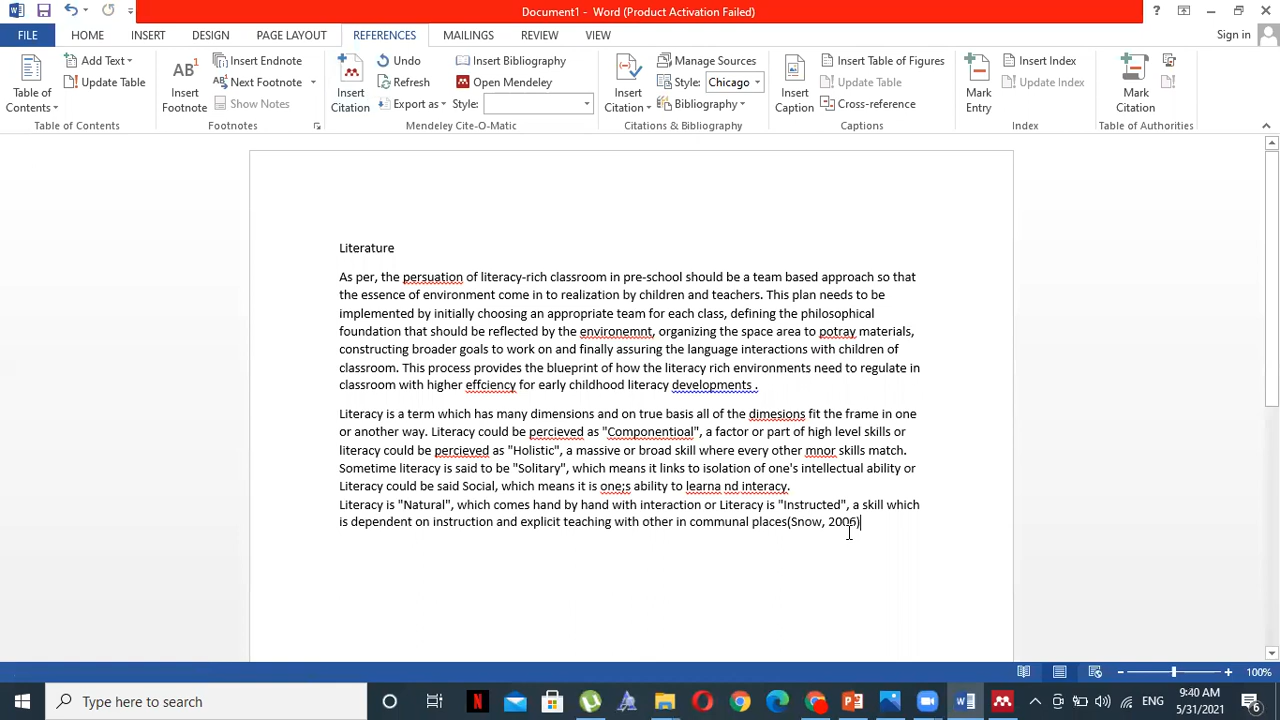 Document1 - Word (Product Activation Failed)
FILE HOME INSERT DESIGN PAGE LAYOUT REFERENCES MAILINGS REVIEW VIEW Sign in
Table of Contents
Add Text
Update Table
Table of Contents
AB1 Insert Footnote
Insert Endnote
Next Footnote
Show Notes
Footnotes
Insert Citation
Undo
Refresh
Export as
Insert Bibliography
Open Mendeley
Style:
Mendeley Cite-O-Matic
Insert Citation
Manage Sources
Style: Chicago
Bibliography
Citations & Bibliography
Insert Caption
Insert Table of Figures
Update Table
Cross-reference
Captions
Mark Entry
Insert Index
Update Index
Index
Mark Citation
Table of Authorities
Literature
As per, the persuation of literacy-rich classroom in pre-school should be a team based approach so that
the essence of environment come in to realization by children and teachers. This plan needs to be
implemented by initially choosing an appropriate team for each class, defining the philosophical
foundation that should be reflected by the environemnt, organizing the space area to potray materials,
constructing broader goals to work on and finally assuring the language interactions with children of
classroom. This process provides the blueprint of how the literacy rich environments need to regulate in
classroom with higher effciency for early childhood literacy developments .
Literacy is a term which has many dimensions and on true basis all of the dimesions fit the frame in one
or another way. Literacy could be percieved as "Componentioal", a factor or part of high level skills or
literacy could be percieved as "Holistic", a massive or broad skill where every other mnor skills match.
Sometime literacy is said to be "Solitary", which means it links to isolation of one's intellectual ability or
Literacy could be said Social, which means it is one;s ability to learna nd interacy.
Literacy is "Natural", which comes hand by hand with interaction or Literacy is "Instructed", a skill which
is dependent on instruction and explicit teaching with other in communal places(Snow, 2006)
100%
Type here to search
ENG
9:40 AM
5/31/2021
6